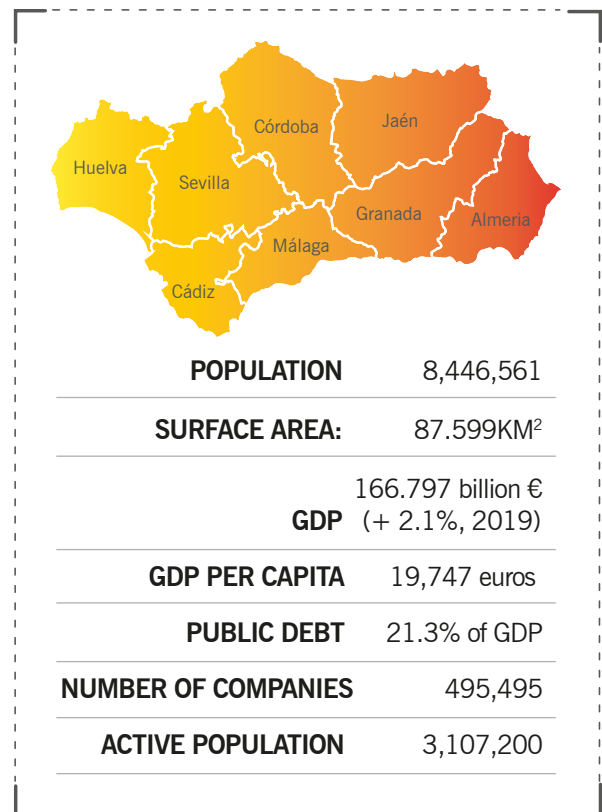 Córdoba
Jaén
Huelva
Sevilla
Granada
Almeria
Málaga
Cádiz
POPULATION 8,446,561
SURFACE AREA: 87.599KM²
166.797 billion €
GDP (+ 2.1%, 2019)
GDP PER CAPITA 19,747 euros
PUBLIC DEBT 21.3% of GDP
NUMBER OF COMPANIES 495,495
ACTIVE POPULATION 3,107,200